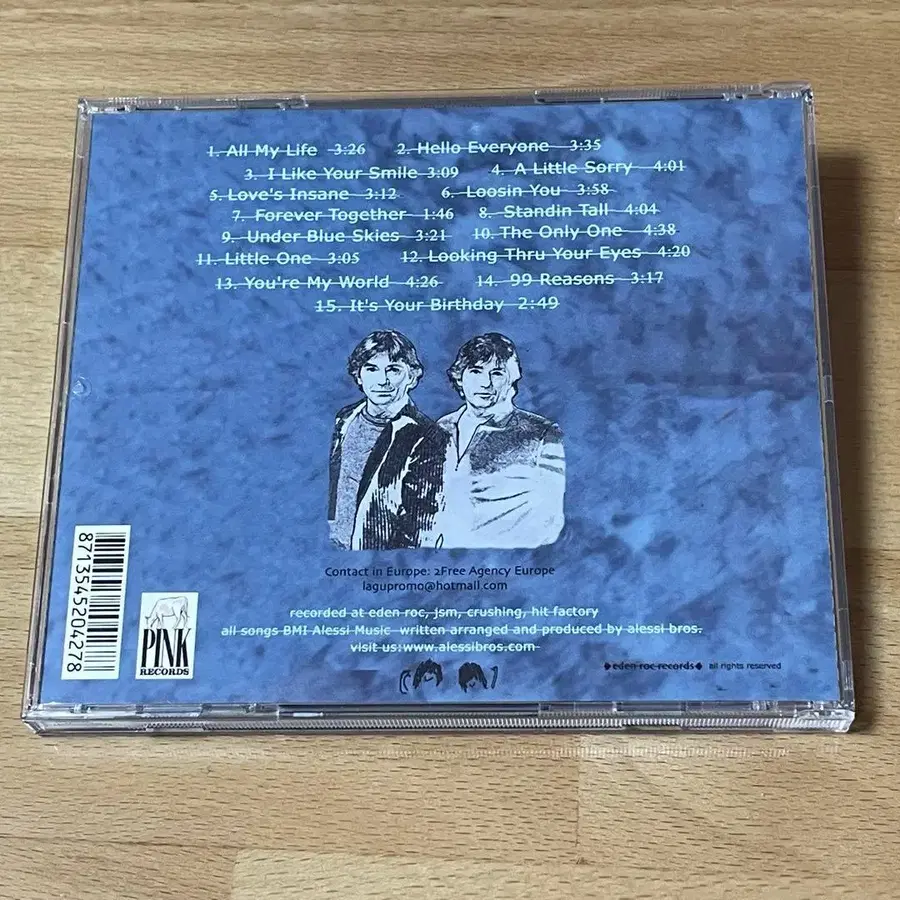 1. All My Life 3:26 2. Hello Everyone 3:35
3. I Like Your Smile 3:09 4. A Little Sorry 4:01
5. Love's Insane 3:12 6. Loosin You 3:58
7. Forever Together 1:46 8. Standin Tall 4:04
9. Under Blue Skies 3:21 10. The Only One 4:38
11. Little One 3:05 12. Looking Thru Your Eyes 4:20
13. You're My World 4:26 14. 99 Reasons 3:17
15. It's Your Birthday 2:49
Contact in Europe: 2Free Agency Europe
lagupromo@hotmail.com
recorded at eden roc, jsm, crushing, hit factory
all songs BMI Alessi Music written arranged and produced by alessi bros.
visit us:www.alessibros.com
eden roc records all rights reserved
8713545204278
PINK
RECORDS